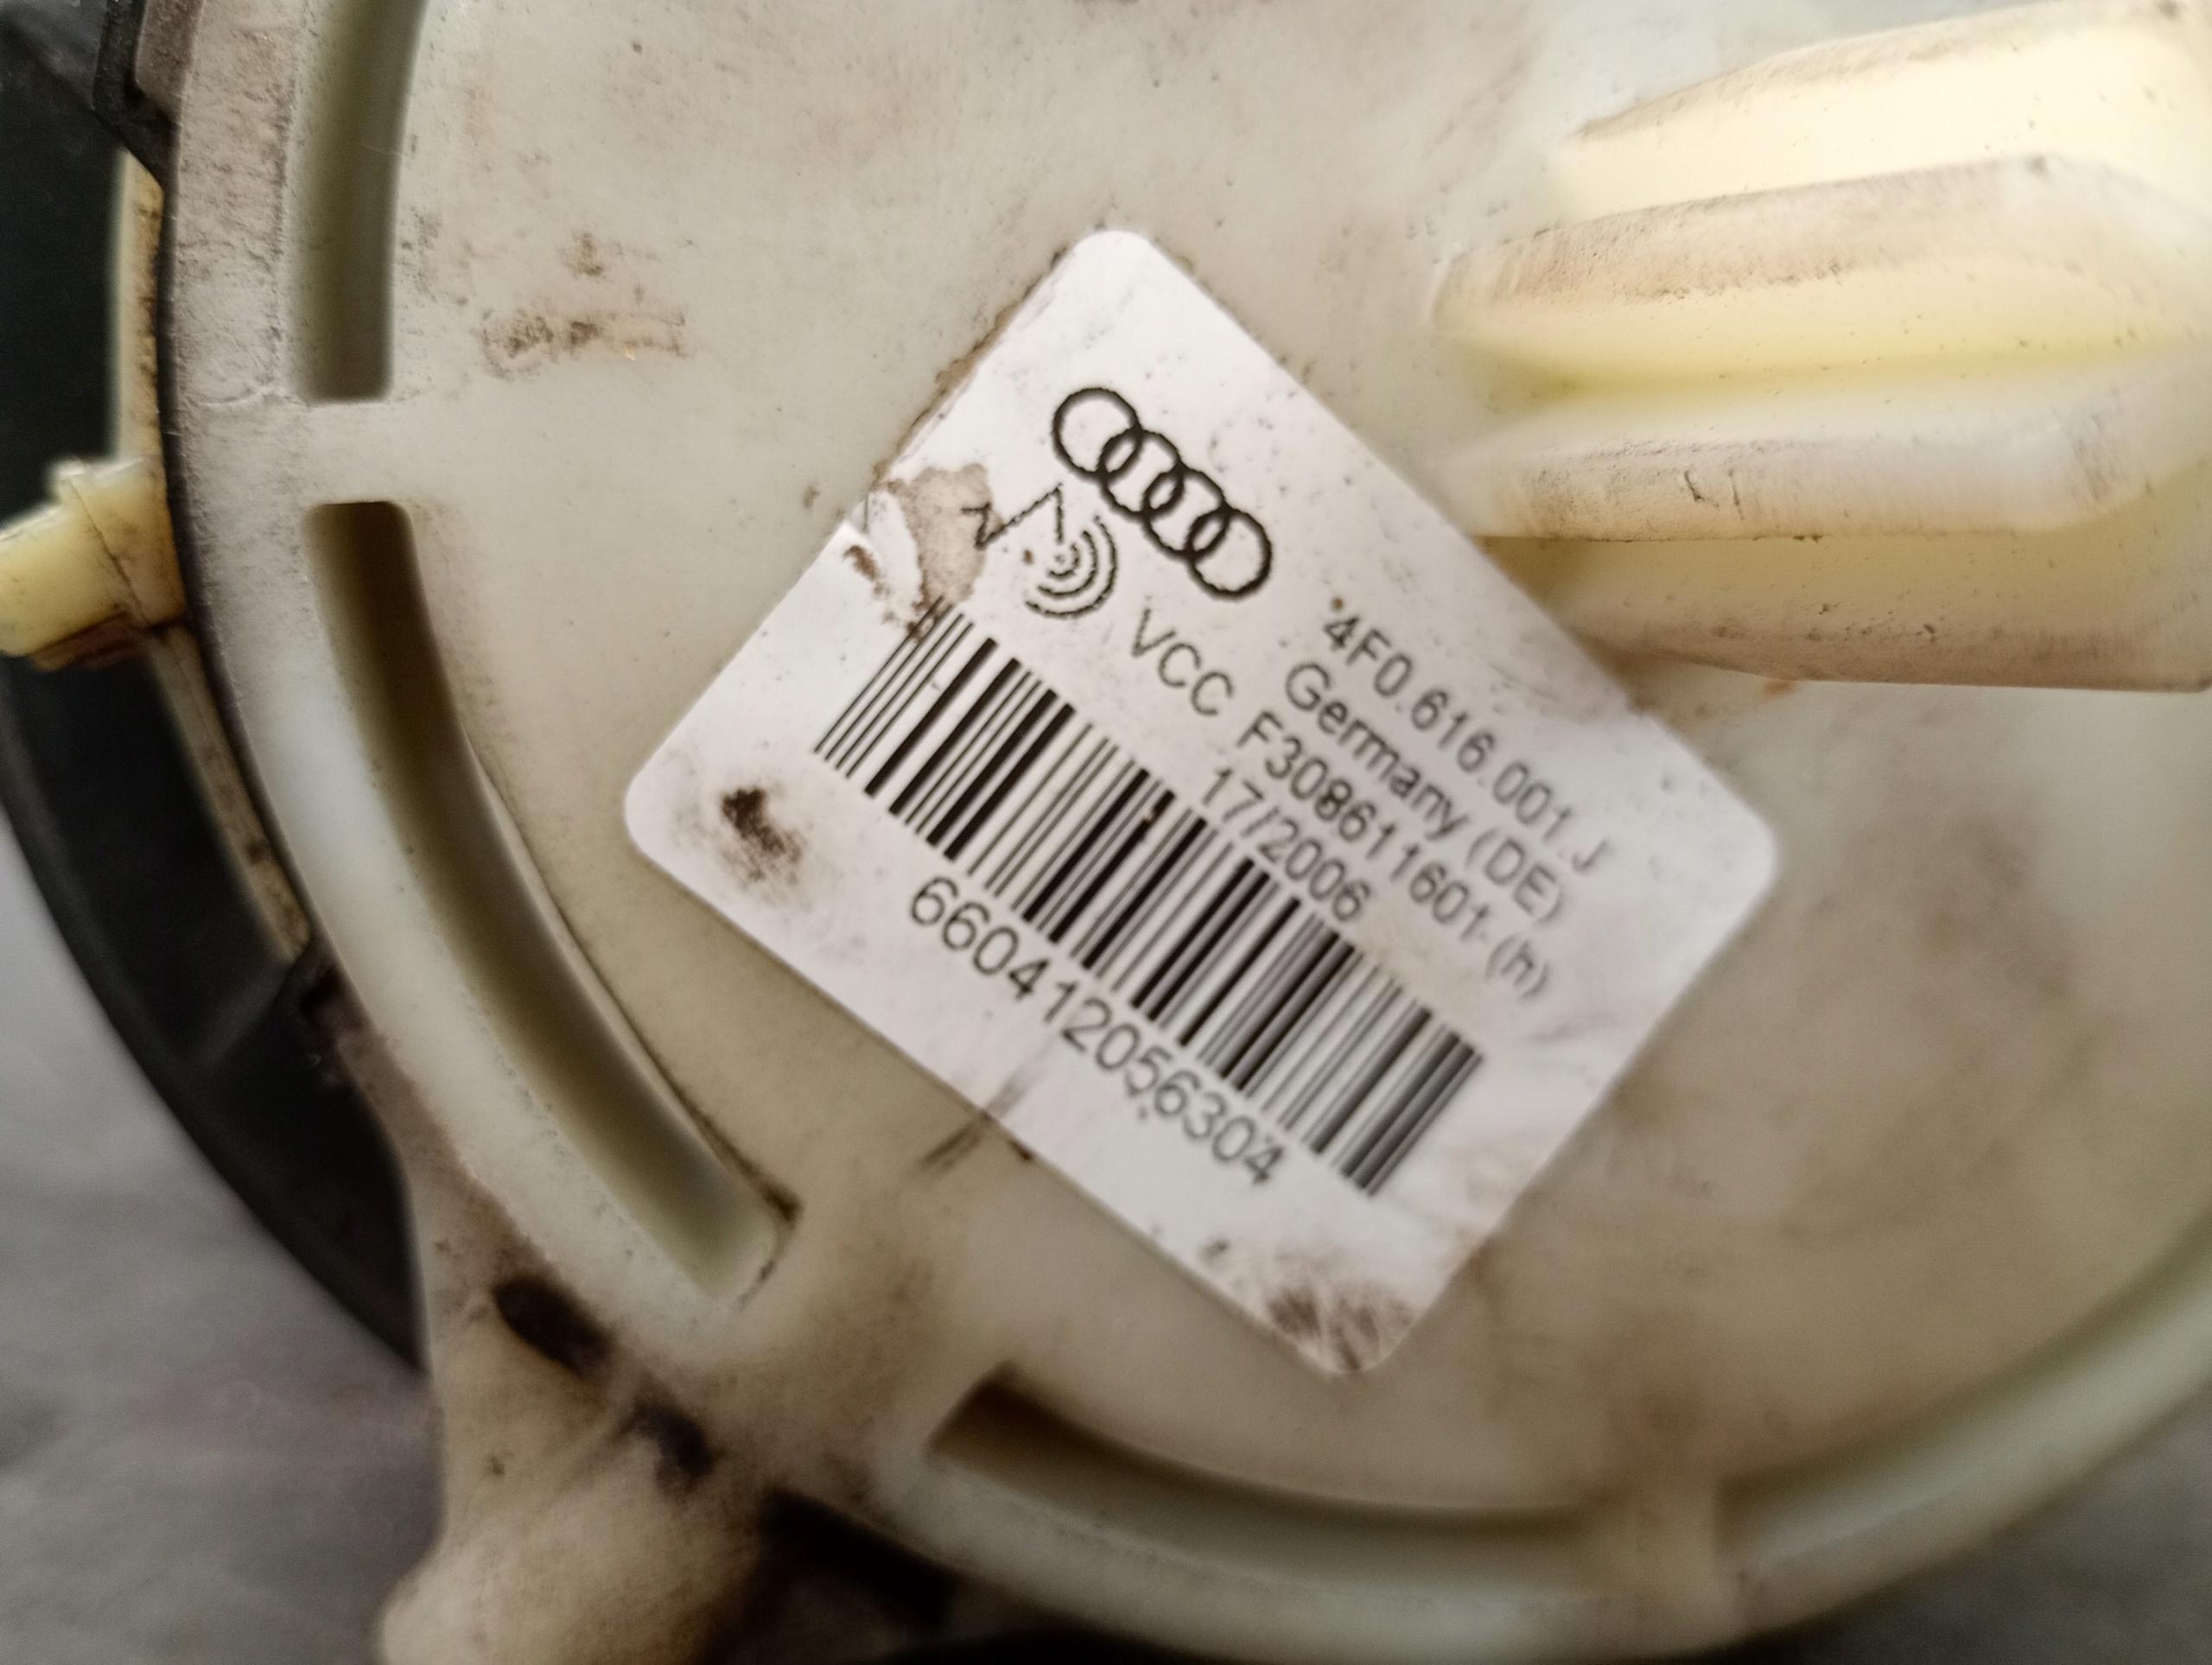 4F0.616.001.J
Germany (DE)
VCC F308611601 (h)
17/2006
660412056304